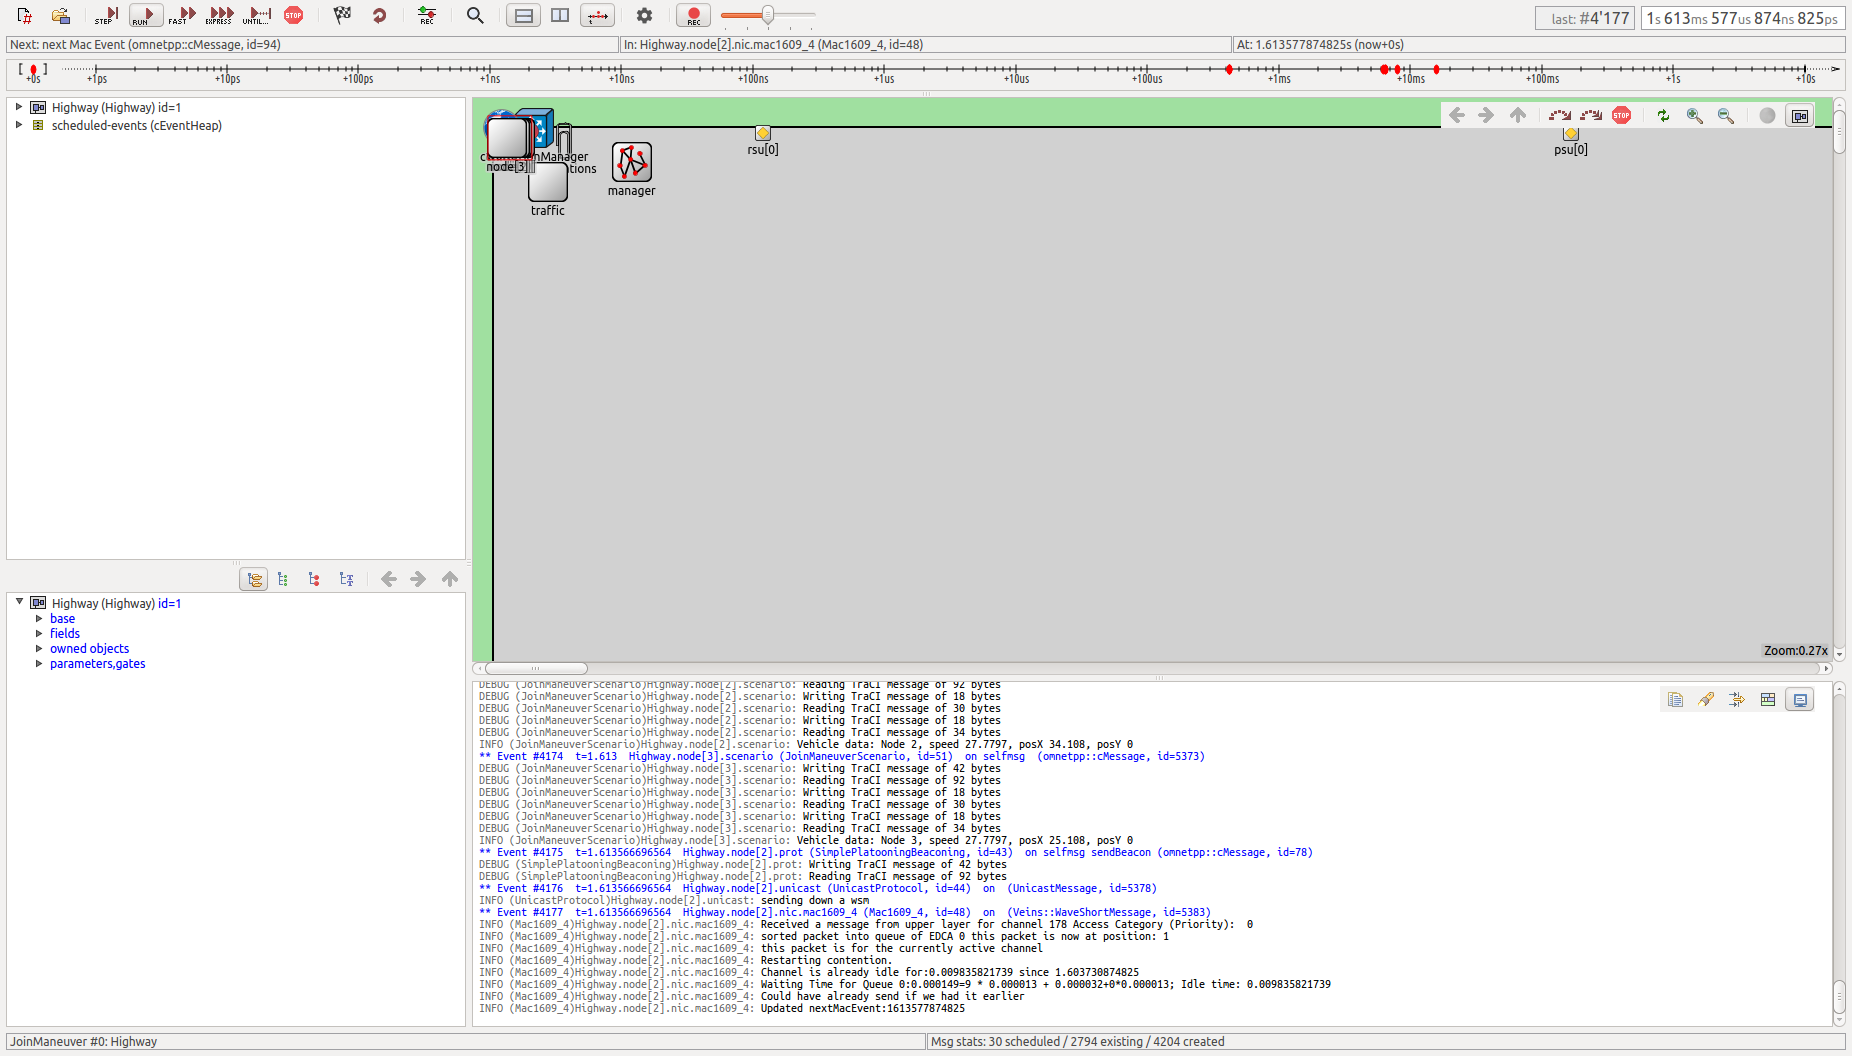 STEP RUN FAST EXPRESS UNTIL... STOP REC REC
last: #4'177 1s 613ms 577us 874ns 825ps
Next: next Mac Event (omnetpp::cMessage, id=94) In: Highway.node[2].nic.mac1609_4 (Mac1609_4, id=48) At: 1.613577874825s (now+0s)
+0s +1ps +10ps +100ps +1ns +10ns +100ns +1us +10us +100us +1ms +10ms +100ms +1s +10s
Highway (Highway) id=1
scheduled-events (cEventHeap)
node[3]
traffic
manager
rsu[0]
psu[0]
STOP
Zoom:0.27x
Highway (Highway) id=1
base
fields
owned objects
parameters,gates
DEBUG (JoinManeuverScenario)Highway.node[2].scenario: Reading TraCI message of 92 bytes
DEBUG (JoinManeuverScenario)Highway.node[2].scenario: Writing TraCI message of 18 bytes
DEBUG (JoinManeuverScenario)Highway.node[2].scenario: Reading TraCI message of 30 bytes
DEBUG (JoinManeuverScenario)Highway.node[2].scenario: Writing TraCI message of 18 bytes
DEBUG (JoinManeuverScenario)Highway.node[2].scenario: Reading TraCI message of 34 bytes
INFO (JoinManeuverScenario)Highway.node[2].scenario: Vehicle data: Node 2, speed 27.7797, posX 34.108, posY 0
** Event #4174 t=1.613 Highway.node[3].scenario (JoinManeuverScenario, id=51) on selfmsg (omnetpp::cMessage, id=5373)
DEBUG (JoinManeuverScenario)Highway.node[3].scenario: Writing TraCI message of 42 bytes
DEBUG (JoinManeuverScenario)Highway.node[3].scenario: Reading TraCI message of 92 bytes
DEBUG (JoinManeuverScenario)Highway.node[3].scenario: Writing TraCI message of 18 bytes
DEBUG (JoinManeuverScenario)Highway.node[3].scenario: Reading TraCI message of 30 bytes
DEBUG (JoinManeuverScenario)Highway.node[3].scenario: Writing TraCI message of 18 bytes
DEBUG (JoinManeuverScenario)Highway.node[3].scenario: Reading TraCI message of 34 bytes
INFO (JoinManeuverScenario)Highway.node[3].scenario: Vehicle data: Node 3, speed 27.7797, posX 25.108, posY 0
** Event #4175 t=1.613566696564 Highway.node[2].prot (SimplePlatooningBeaconing, id=43) on selfmsg sendBeacon (omnetpp::cMessage, id=78)
DEBUG (SimplePlatooningBeaconing)Highway.node[2].prot: Writing TraCI message of 42 bytes
DEBUG (SimplePlatooningBeaconing)Highway.node[2].prot: Reading TraCI message of 92 bytes
** Event #4176 t=1.613566696564 Highway.node[2].unicast (UnicastProtocol, id=44) on (UnicastMessage, id=5378)
INFO (UnicastProtocol)Highway.node[2].unicast: sending down a wsm
** Event #4177 t=1.613566696564 Highway.node[2].nic.mac1609_4 (Mac1609_4, id=48) on (Veins::WaveShortMessage, id=5383)
INFO (Mac1609_4)Highway.node[2].nic.mac1609_4: Received a message from upper layer for channel 178 Access Category (Priority): 0
INFO (Mac1609_4)Highway.node[2].nic.mac1609_4: sorted packet into queue of EDCA 0 this packet is now at position: 1
INFO (Mac1609_4)Highway.node[2].nic.mac1609_4: this packet is for the currently active channel
INFO (Mac1609_4)Highway.node[2].nic.mac1609_4: Restarting contention.
INFO (Mac1609_4)Highway.node[2].nic.mac1609_4: Channel is already idle for:0.009835821739 since 1.603730874825
INFO (Mac1609_4)Highway.node[2].nic.mac1609_4: Waiting Time for Queue 0:0.000149=9 * 0.000013 + 0.000032+0*0.000013; Idle time: 0.009835821739
INFO (Mac1609_4)Highway.node[2].nic.mac1609_4: Could have already send if we had it earlier
INFO (Mac1609_4)Highway.node[2].nic.mac1609_4: Updated nextMacEvent:1613577874825
JoinManeuver #0: Highway Msg stats: 30 scheduled / 2794 existing / 4204 created